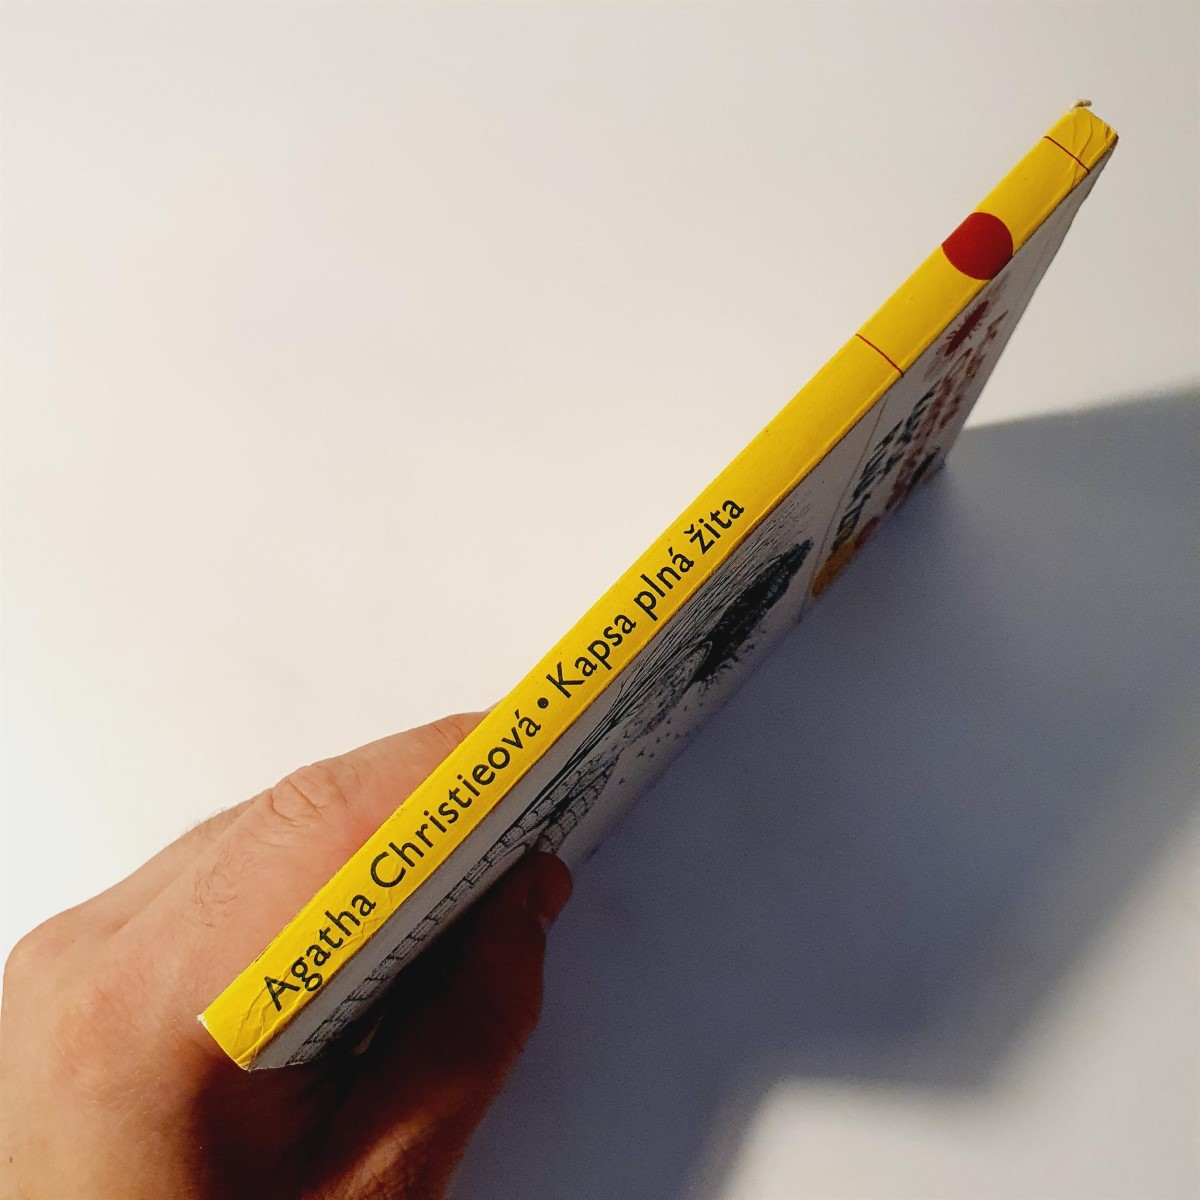 Agatha Christieová • Kapsa plná žita